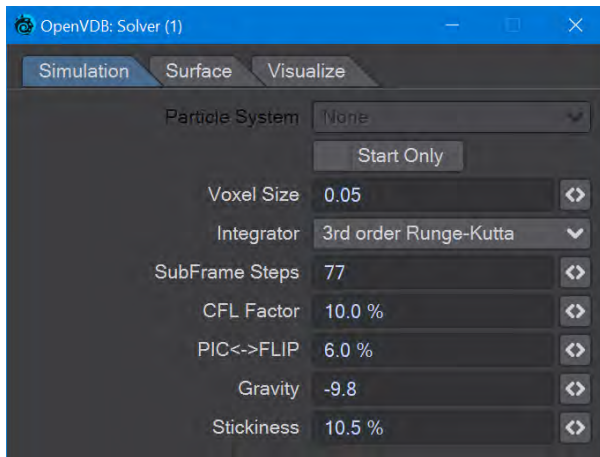 OpenVDB: Solver (1)
Simulation Surface Visualize
Particle System None
Start Only
Voxel Size 0.05
Integrator 3rd order Runge-Kutta
SubFrame Steps 77
CFL Factor 10.0 %
PIC<->FLIP 6.0 %
Gravity -9.8
Stickiness 10.5 %